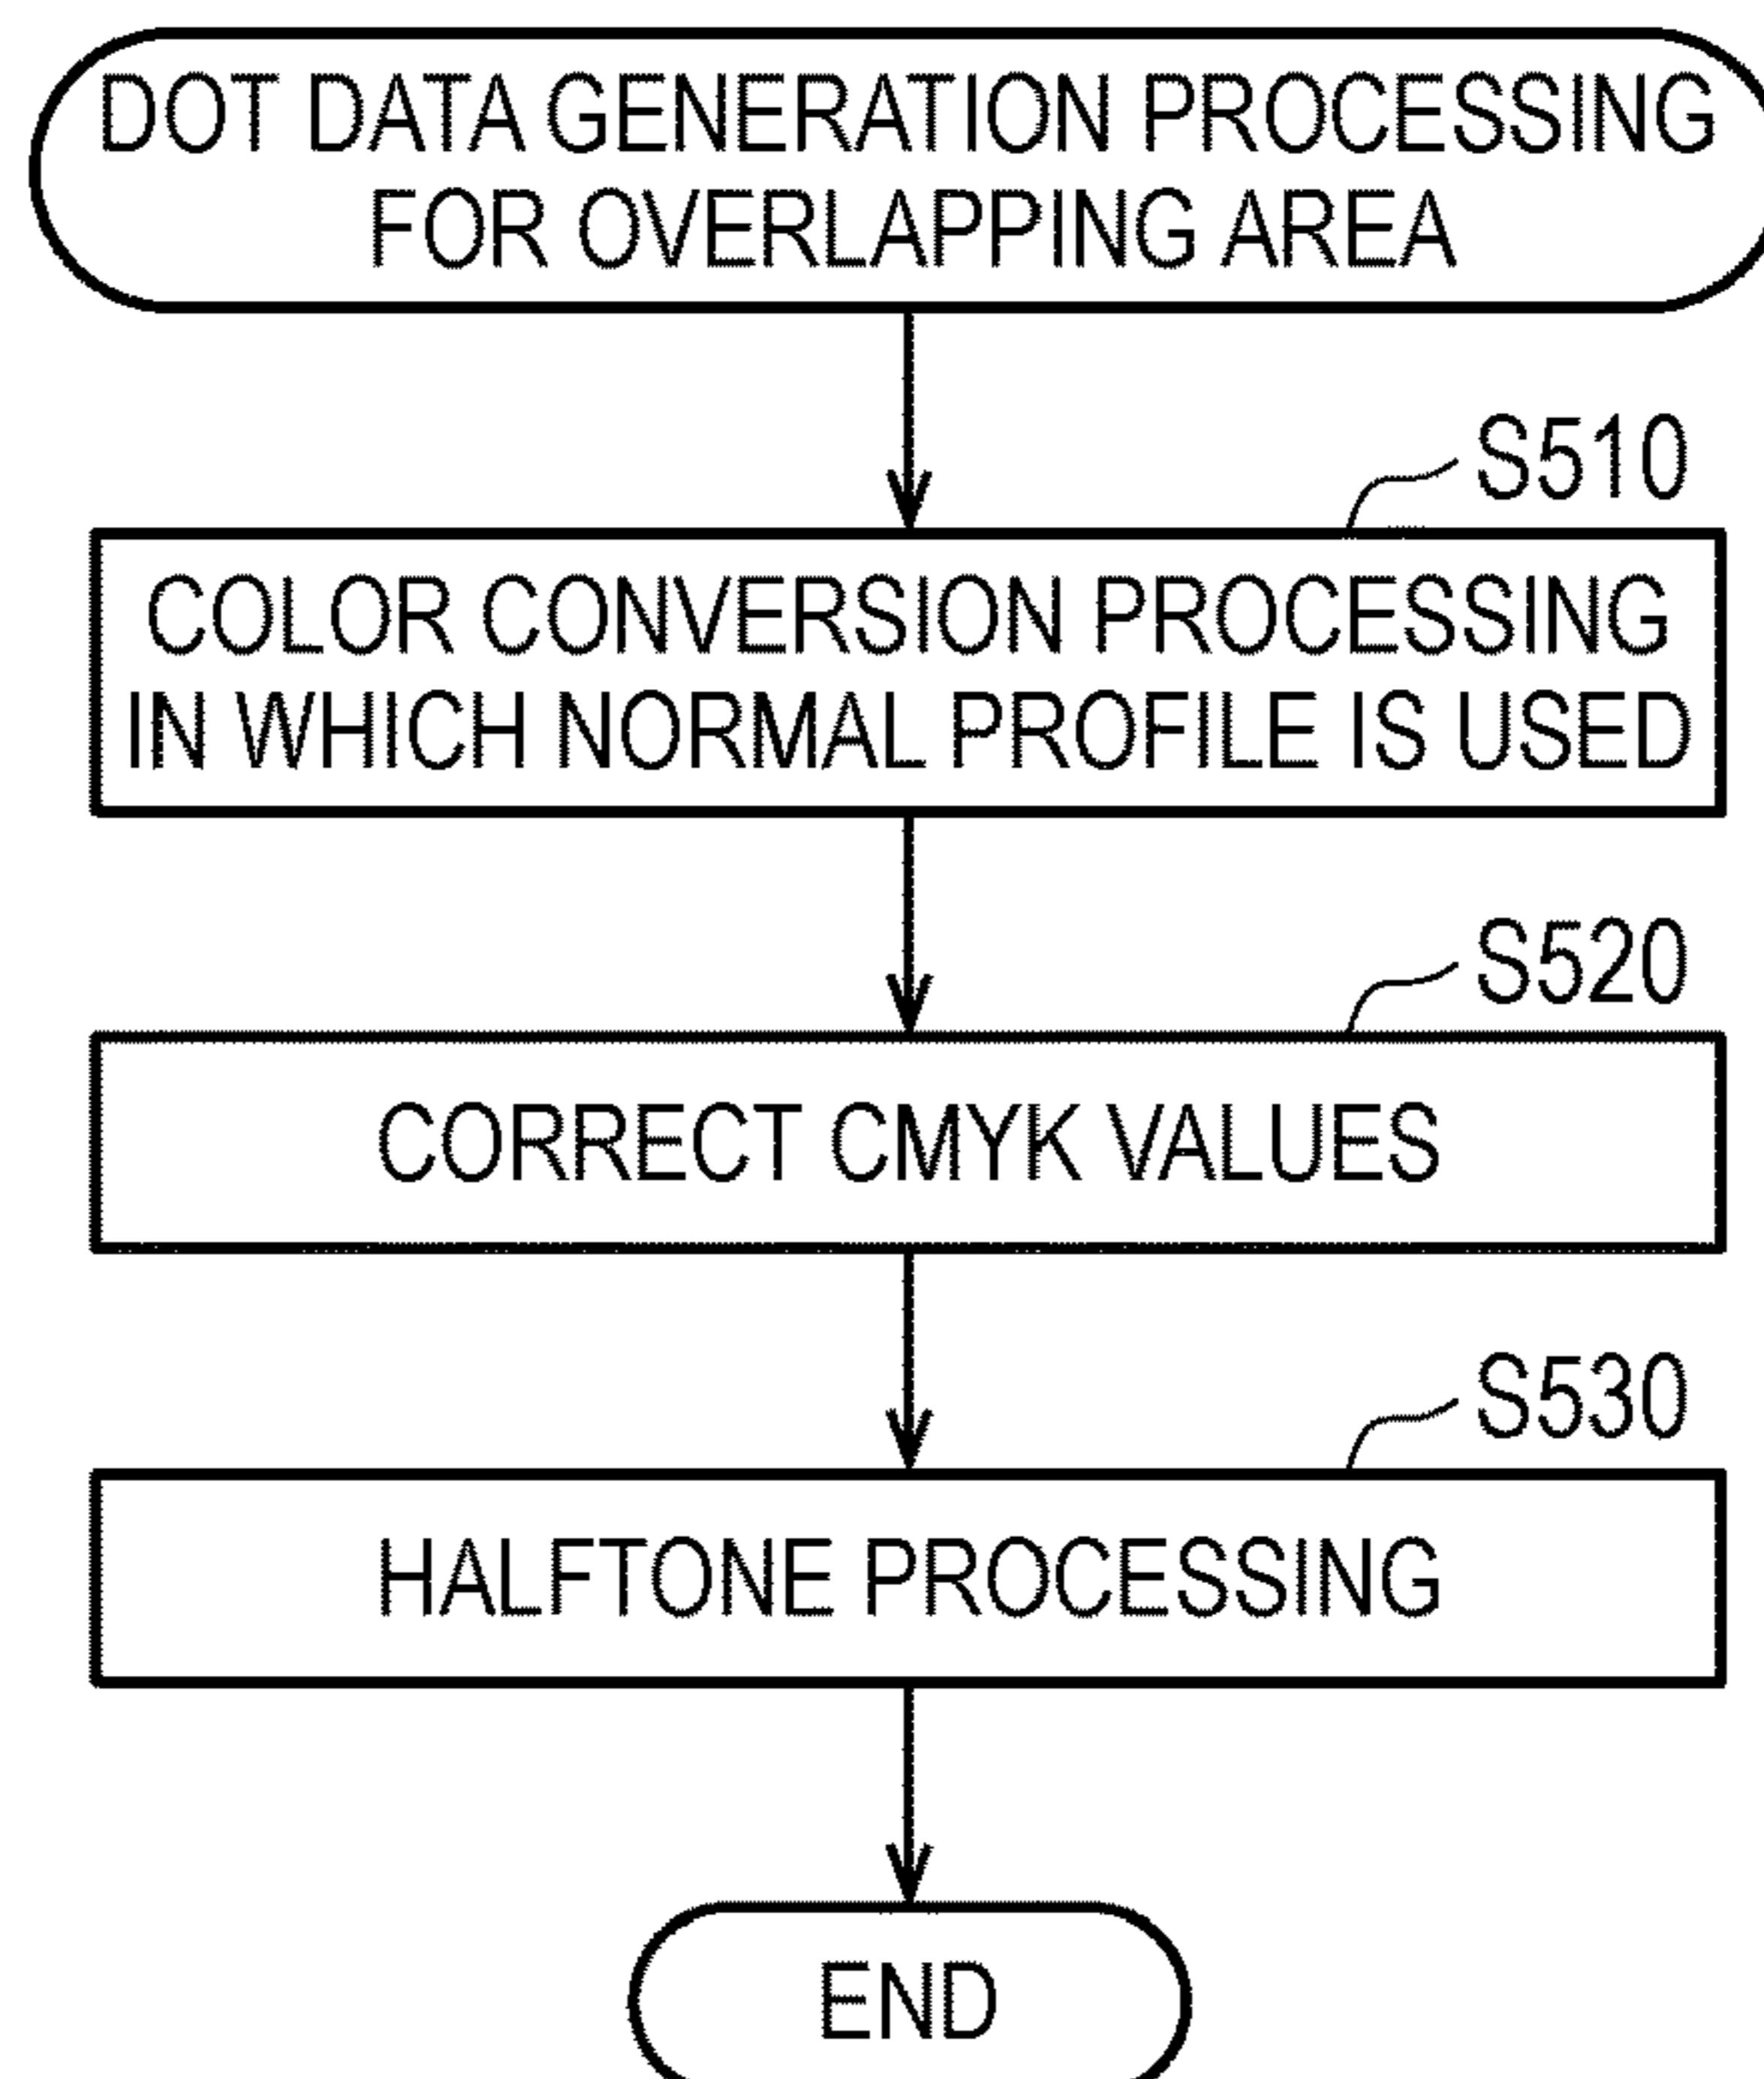 DOT DATA GENERATION PROCESSING
FOR OVERLAPPING AREA
S510
COLOR CONVERSION PROCESSING
IN WHICH NORMAL PROFILE IS USED
S520
CORRECT CMYK VALUES
S530
HALFTONE PROCESSING
END